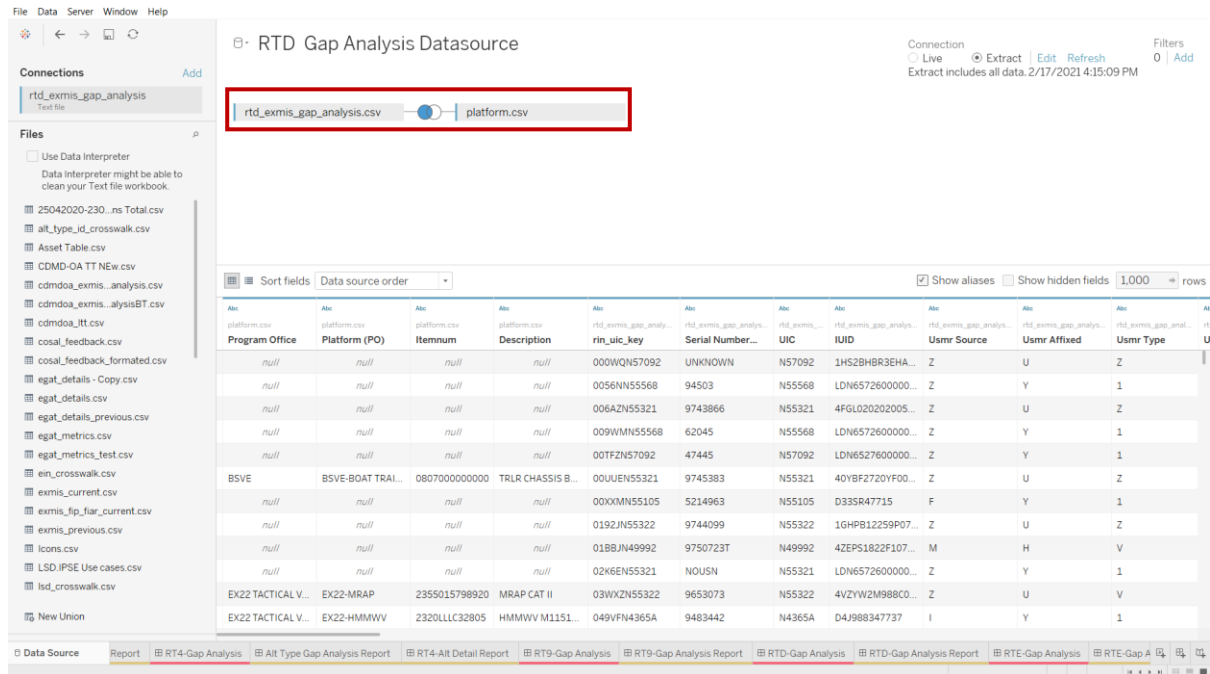 File Data Server Window Help
RTD Gap Analysis Datasource
Connection
Live Extract Edit Refresh
Extract includes all data. 2/17/2021 4:15:09 PM
Filters
0 Add
Connections Add
rtd_exmis_gap_analysis
Text file
rtd_exmis_gap_analysis.csv platform.csv
Files
Use Data Interpreter
Data Interpreter might be able to
clean your Text file workbook.
25042020-230...ns Total.csv
alt_type_id_crosswalk.csv
Asset Table.csv
CDMD-OA TT NEw.csv
cdmdoa_exmis...analysis.csv
cdmdoa_exmis...alysisBT.csv
cdmdoa_ltt.csv
cosal_feedback.csv
cosal_feedback_formated.csv
egat_details - Copy.csv
egat_details.csv
egat_details_previous.csv
egat_metrics.csv
egat_metrics_test.csv
ein_crosswalk.csv
exmis_current.csv
exmis_fip_fiar_current.csv
exmis_previous.csv
Icons.csv
LSD.IPSE Use cases.csv
lsd_crosswalk.csv
New Union
Sort fields Data source order Show aliases Show hidden fields 1,000 rows
Abc Abc Abc Abc Abc Abc Abc Abc Abc Abc Abc
platform.csv platform.csv platform.csv platform.csv rtd_exmis_gap_analy... rtd_exmis_gap_analys... rtd_exmis_... rtd_exmis_gap_analys... rtd_exmis_gap_analys... rtd_exmis_gap_analys... rtd_exmis_gap_anal...
Program Office Platform (PO) Itemnum Description rin_uic_key Serial Number... UIC IUID Usmr Source Usmr Affixed Usmr Type U
null null null null 000WQN57092 UNKNOWN N57092 1HS2BHBR3EHA... Z U Z
null null null null 0056NN55568 94503 N55568 LDN6572600000... Z Y 1
null null null null 006AZN55321 9743866 N55321 4FGL020202005... Z U Z
null null null null 009WMN55568 62045 N55568 LDN6572600000... Z Y 1
null null null null 00TFZN57092 47445 N57092 LDN6527600000... Z Y 1
BSVE BSVE-BOAT TRAI... 0807000000000 TRLR CHASSIS B... 00UUEN55321 9745383 N55321 40YBF2720YF00... Z U Z
null null null null 00XXMN55105 5214963 N55105 D33SR47715 F Y 1
null null null null 0192JN55322 9744099 N55322 1GHPB12259P07... Z U Z
null null null null 01BBJN49992 9750723T N49992 4ZEPS1822F107... M H V
null null null null 02K6EN55321 NOUSN N55321 LDN6572600000... Z Y 1
EX22 TACTICAL V... EX22-MRAP 2355015798920 MRAP CAT II 03WXZN55322 9653073 N55322 4VZYW2M988C0... Z U V
EX22 TACTICAL V... EX22-HMMWV 2320LLLC32805 HMMWV M1151... 049VFN4365A 9483442 N4365A D4J988347737 I Y 1
Data Source Report RT4-Gap Analysis Alt Type Gap Analysis Report RT4-Alt Detail Report RT9-Gap Analysis RT9-Gap Analysis Report RTD-Gap Analysis RTD-Gap Analysis Report RTE-Gap Analysis RTE-Gap A